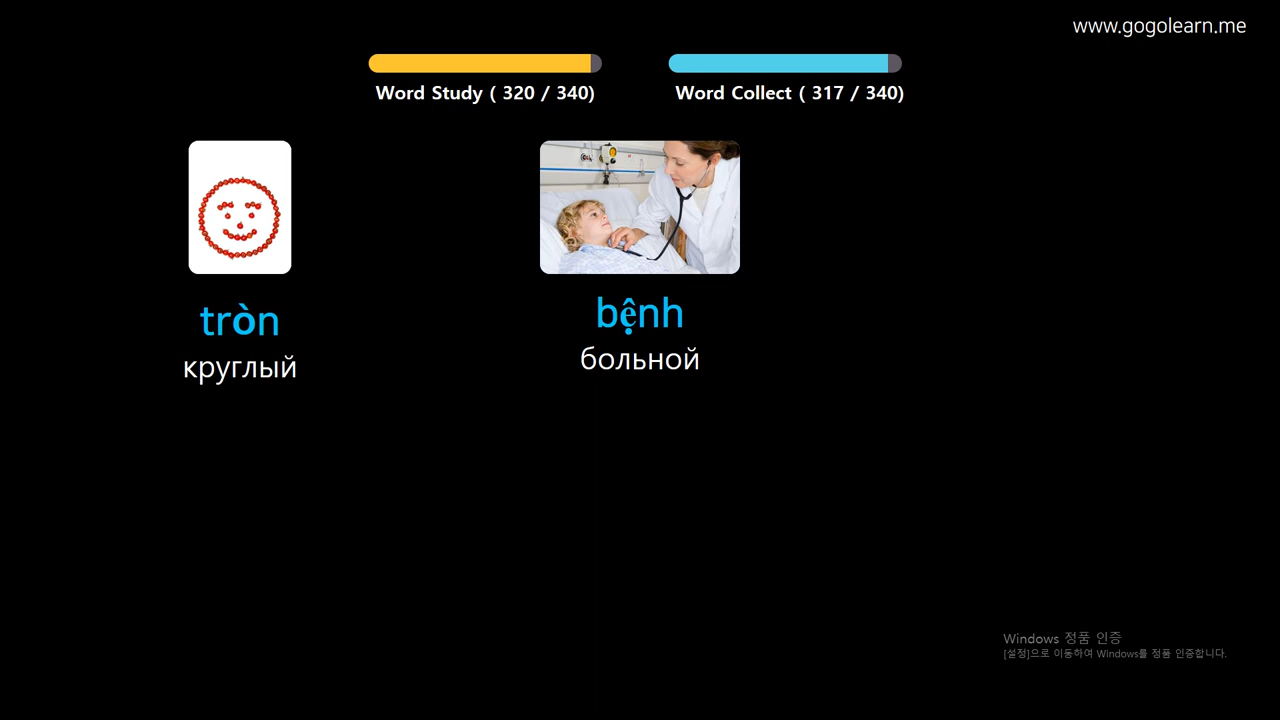 www.gogolearn.me
Word Study ( 320 / 340)
Word Collect ( 317 / 340)
tròn
круглый
bệnh
больной
Windows 정품 인증
[설정]으로 이동하여 Windows를 정품 인증합니다.